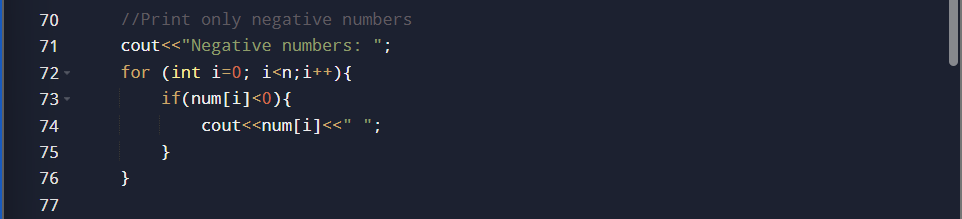 70 //Print only negative numbers
71 cout<<"Negative numbers: ";
72 for (int i=0; i<n;i++){
73 if(num[i]<0){
74 cout<<num[i]<<" ";
75 }
76 }
77